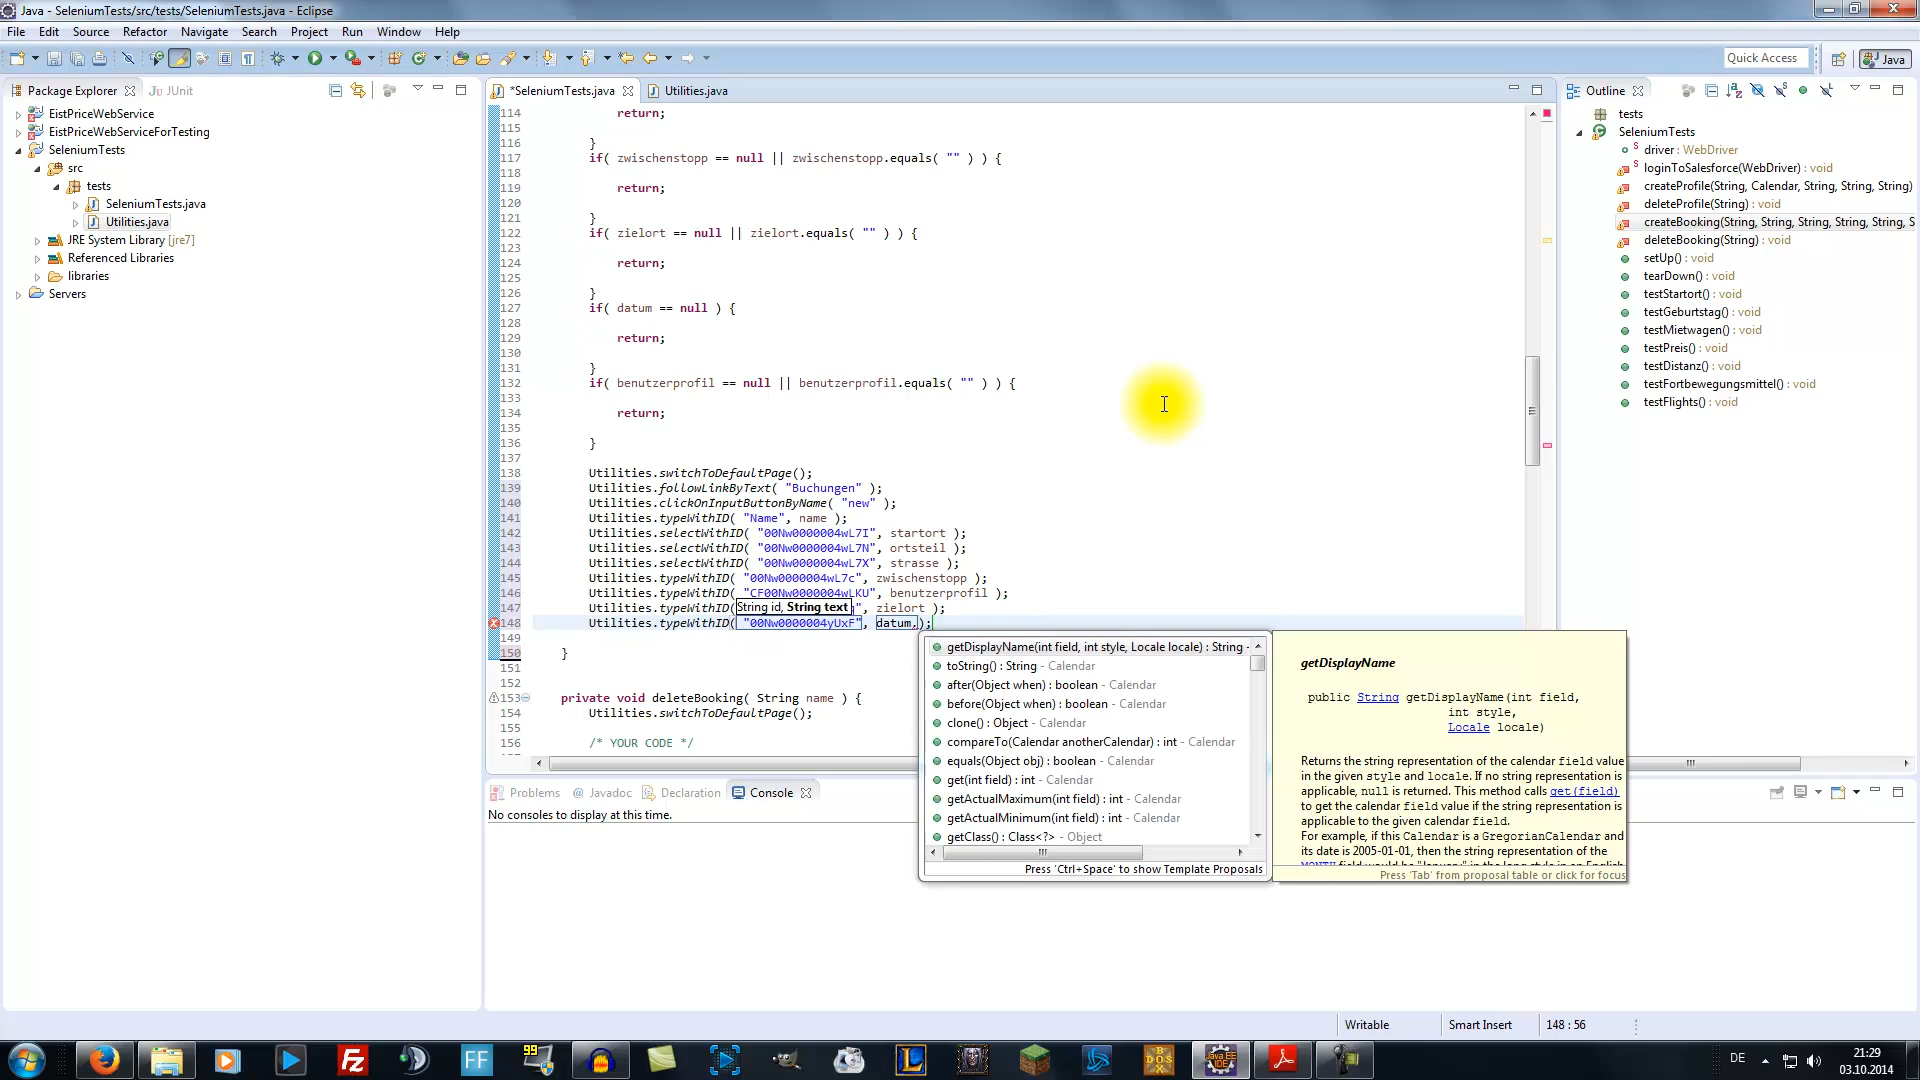 Java - SeleniumTests/src/tests/SeleniumTests.java - Eclipse
File Edit Source Refactor Navigate Search Project Run Window Help
Quick Access
Java
Package Explorer
JUnit
EistPriceWebService
EistPriceWebServiceForTesting
SeleniumTests
src
tests
SeleniumTests.java
Utilities.java
JRE System Library [jre7]
Referenced Libraries
libraries
Servers
*SeleniumTests.java
Utilities.java
114 return;
115
116 }
117 if( zwischenstopp == null || zwischenstopp.equals( "" ) ) {
118
119 return;
120
121 }
122 if( zielort == null || zielort.equals( "" ) ) {
123
124 return;
125
126 }
127 if( datum == null ) {
128
129 return;
130
131 }
132 if( benutzerprofil == null || benutzerprofil.equals( "" ) ) {
133
134 return;
135
136 }
137
138 Utilities.switchToDefaultPage();
139 Utilities.followLinkByText( "Buchungen" );
140 Utilities.clickOnInputButtonByName( "new" );
141 Utilities.typeWithID( "Name", name );
142 Utilities.selectWithID( "00Nw0000004wL7I", startort );
143 Utilities.selectWithID( "00Nw0000004wL7N", ortsteil );
144 Utilities.selectWithID( "00Nw0000004wL7X", strasse );
145 Utilities.typeWithID( "00Nw0000004wL7c", zwischenstopp );
146 Utilities.typeWithID( "CF00Nw0000004wLKU", benutzerprofil );
147 Utilities.typeWithID( String id, String text ", zielort );
148 Utilities.typeWithID( "00Nw0000004yUxF", datum.);
149
150 }
151
152
153 private void deleteBooking( String name ) {
154 Utilities.switchToDefaultPage();
155
156 /* YOUR CODE */
getDisplayName(int field, int style, Locale locale) : String -
toString() : String - Calendar
after(Object when) : boolean - Calendar
before(Object when) : boolean - Calendar
clone() : Object - Calendar
compareTo(Calendar anotherCalendar) : int - Calendar
equals(Object obj) : boolean - Calendar
get(int field) : int - Calendar
getActualMaximum(int field) : int - Calendar
getActualMinimum(int field) : int - Calendar
getClass() : Class<?> - Object
Press 'Ctrl+Space' to show Template Proposals
getDisplayName
public String getDisplayName(int field,
int style,
Locale locale)
Returns the string representation of the calendar field value
in the given style and locale. If no string representation is
applicable, null is returned. This method calls get(field)
to get the calendar field value if the string representation is
applicable to the given calendar field.
For example, if this Calendar is a GregorianCalendar and
its date is 2005-01-01, then the string representation of the
MONTH field would be "January" in the long style in an English
Press 'Tab' from proposal table or click for focus
Outline
tests
SeleniumTests
driver : WebDriver
loginToSalesforce(WebDriver) : void
createProfile(String, Calendar, String, String, String)
deleteProfile(String) : void
createBooking(String, String, String, String, String, S
deleteBooking(String) : void
setUp() : void
tearDown() : void
testStartort() : void
testGeburtstag() : void
testMietwagen() : void
testPreis() : void
testDistanz() : void
testFortbewegungsmittel() : void
testFlights() : void
Problems
Javadoc
Declaration
Console
No consoles to display at this time.
Writable
Smart Insert
148 : 56
DE
21:29
03.10.2014